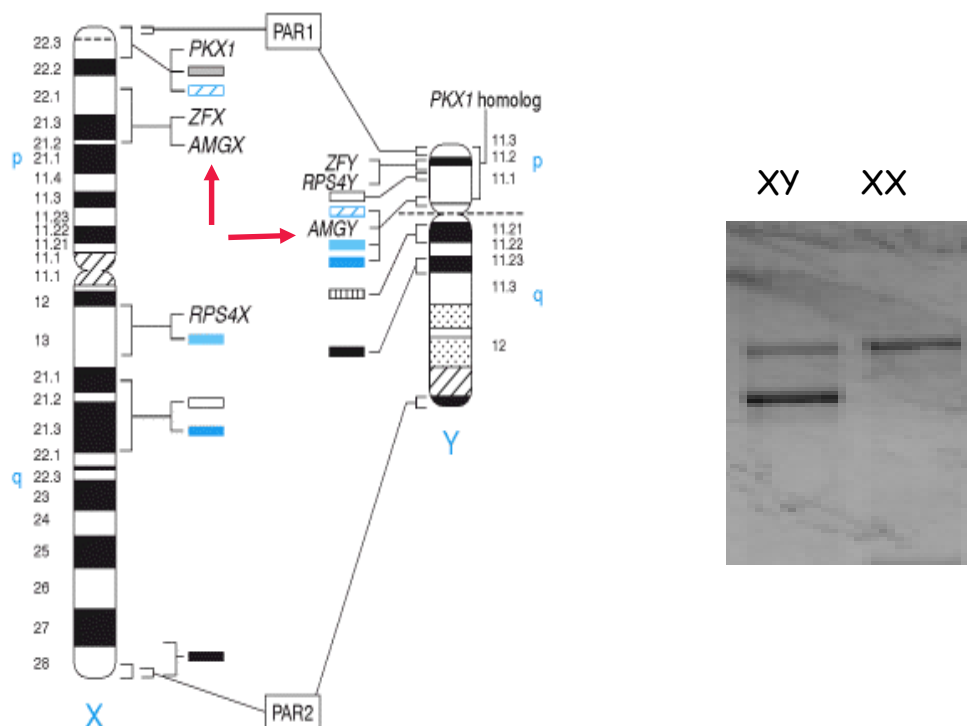 PAR1
22.3
PKX1
22.2
22.1
ZFX
21.3
AMGX
21.2
p
21.1
11.4
11.3
11.23
11.22
11.21
11.1
11.1
12
RPS4X
13
21.1
21.2
21.3
22.1
q
22.3
23
24
25
26
27
28
X
PAR2
PKX1 homolog
ZFY
RPS4Y
AMGY
11.3
11.2
p
11.1
11.21
11.22
11.23
11.3
q
12
Y
XY XX